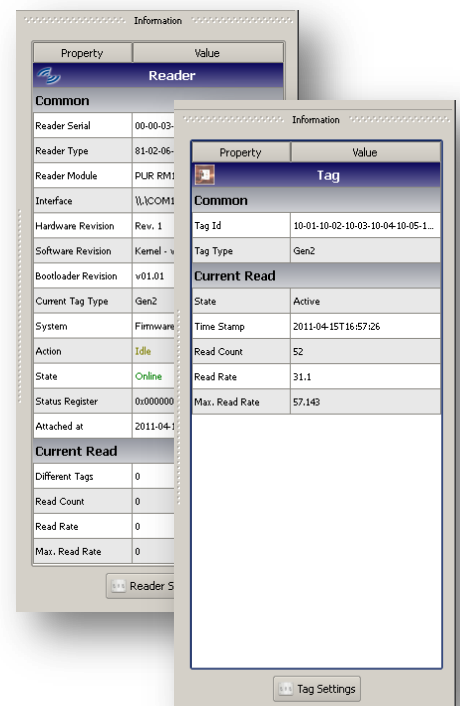 Information
Property Value
Reader
Common
Reader Serial 00-00-03-
Reader Type 81-02-06-
Reader Module PUR RM1
Interface \\.\COM1
Hardware Revision Rev. 1
Software Revision Kernel - v
Bootloader Revision v01.01
Current Tag Type Gen2
System Firmware
Action Idle
State Online
Status Register 0x000000
Attached at 2011-04-1
Current Read
Different Tags 0
Read Count 0
Read Rate 0
Max. Read Rate 0
Reader S
Information
Property Value
Tag
Common
Tag Id 10-01-10-02-10-03-10-04-10-05-1...
Tag Type Gen2
Current Read
State Active
Time Stamp 2011-04-15T16:57:26
Read Count 52
Read Rate 31.1
Max. Read Rate 57.143
Tag Settings